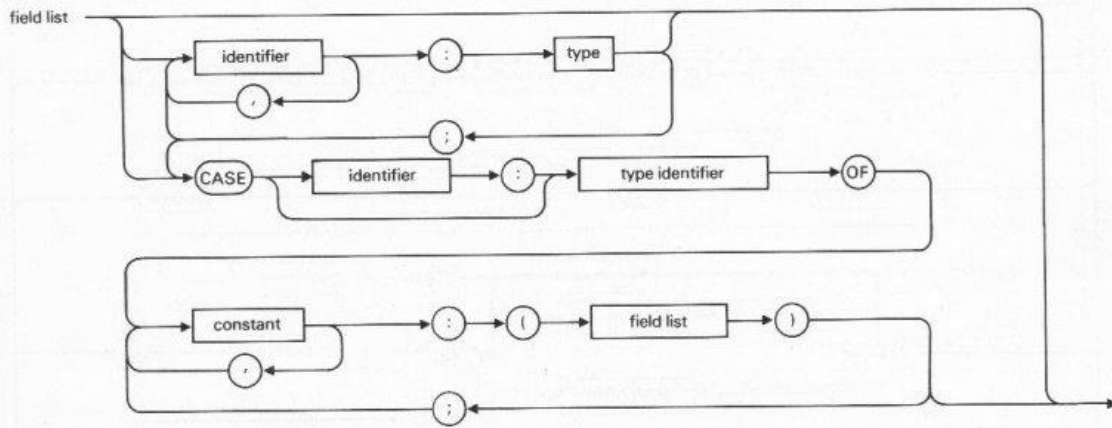 field list
identifier : type
,
;
CASE identifier : type identifier OF
constant : ( field list )
,
;